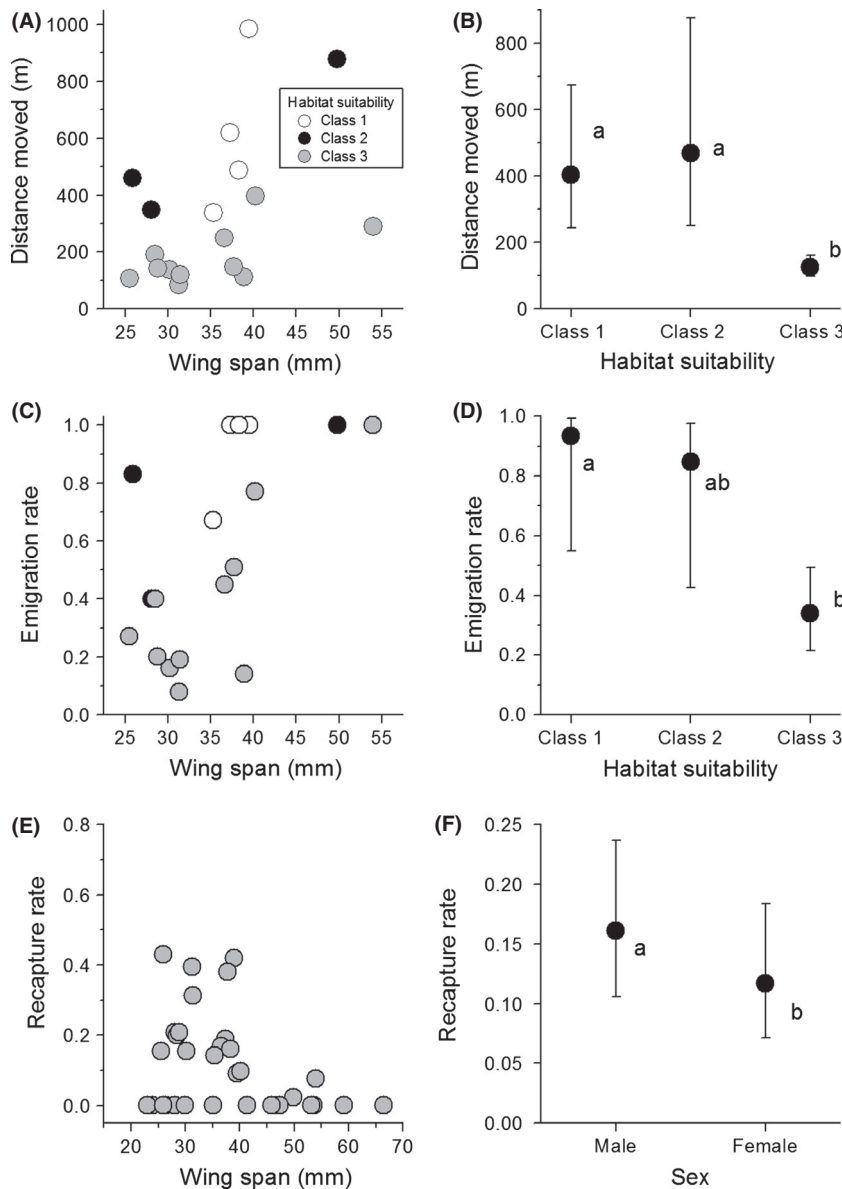 (A)
1000
800
600
400
200
0
Distance moved (m)
Habitat suitability
Class 1
Class 2
Class 3
25 30 35 40 45 50 55
Wing span (mm)
(B)
800
600
400
200
0
Distance moved (m)
a
a
b
Class 1 Class 2 Class 3
Habitat suitability
(C)
1.0
0.8
0.6
0.4
0.2
0.0
Emigration rate
25 30 35 40 45 50 55
Wing span (mm)
(D)
1.0
0.8
0.6
0.4
0.2
0.0
Emigration rate
a
ab
b
Class 1 Class 2 Class 3
Habitat suitability
(E)
0.8
0.6
0.4
0.2
0.0
Recapture rate
20 30 40 50 60 70
Wing span (mm)
(F)
0.25
0.20
0.15
0.10
0.05
0.00
Recapture rate
a
b
Male Female
Sex